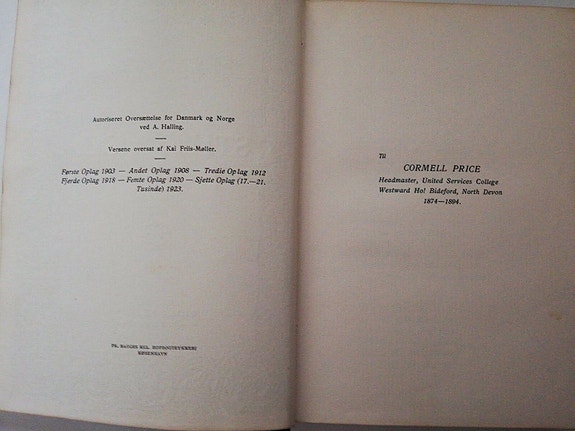 Autoriseret Oversættelse for Danmark og Norge
ved A. Halling.
Versene oversat af Kai Friis-Møller.
Første Oplag 1903 — Andet Oplag 1908 — Tredie Oplag 1912
Fjerde Oplag 1918 — Femte Oplag 1920 — Sjette Oplag (17.—21.
Tusinde) 1923.
KØBENHAVN
Til
CORMELL PRICE
Headmaster, United Services College
Westward Ho! Bideford, North Devon
1874—1894.